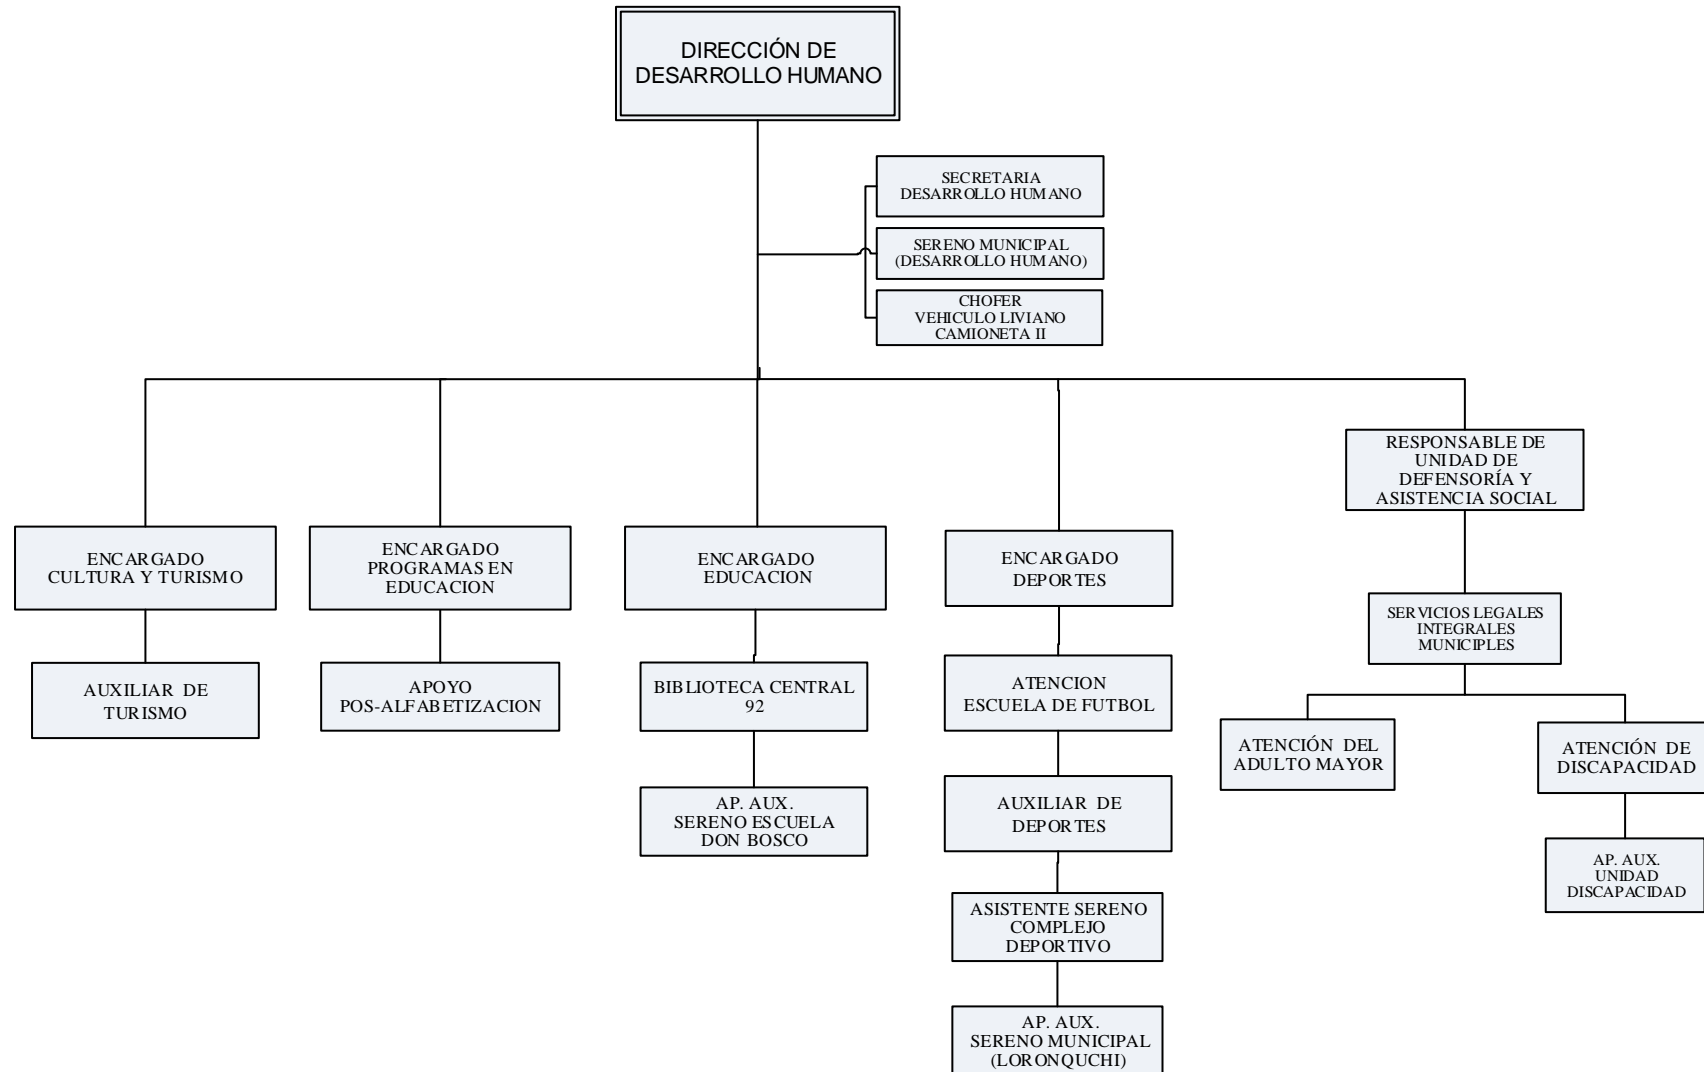 DIRECCIÓN DE
DESARROLLO HUMANO
SECRETARIA
DESARROLLO HUMANO
SERENO MUNICIPAL
(DESARROLLO HUMANO)
CHOFER
VEHICULO LIVIANO
CAMIONETA II
ENCARGADO
CULTURA Y TURISMO
AUXILIAR DE
TURISMO
ENCARGADO
PROGRAMAS EN
EDUCACION
APOYO
POS-ALFABETIZACION
ENCARGADO
EDUCACION
BIBLIOTECA CENTRAL
92
AP. AUX.
SERENO ESCUELA
DON BOSCO
ENCARGADO
DEPORTES
ATENCION
ESCUELA DE FUTBOL
AUXILIAR DE
DEPORTES
ASISTENTE SERENO
COMPLEJO
DEPORTIVO
AP. AUX.
SERENO MUNICIPAL
(LORONQUCHI)
RESPONSABLE DE
UNIDAD DE
DEFENSORÍA Y
ASISTENCIA SOCIAL
SERVICIOS LEGALES
INTEGRALES
MUNICIPLES
ATENCIÓN DEL
ADULTO MAYOR
ATENCIÓN DE
DISCAPACIDAD
AP. AUX.
UNIDAD
DISCAPACIDAD